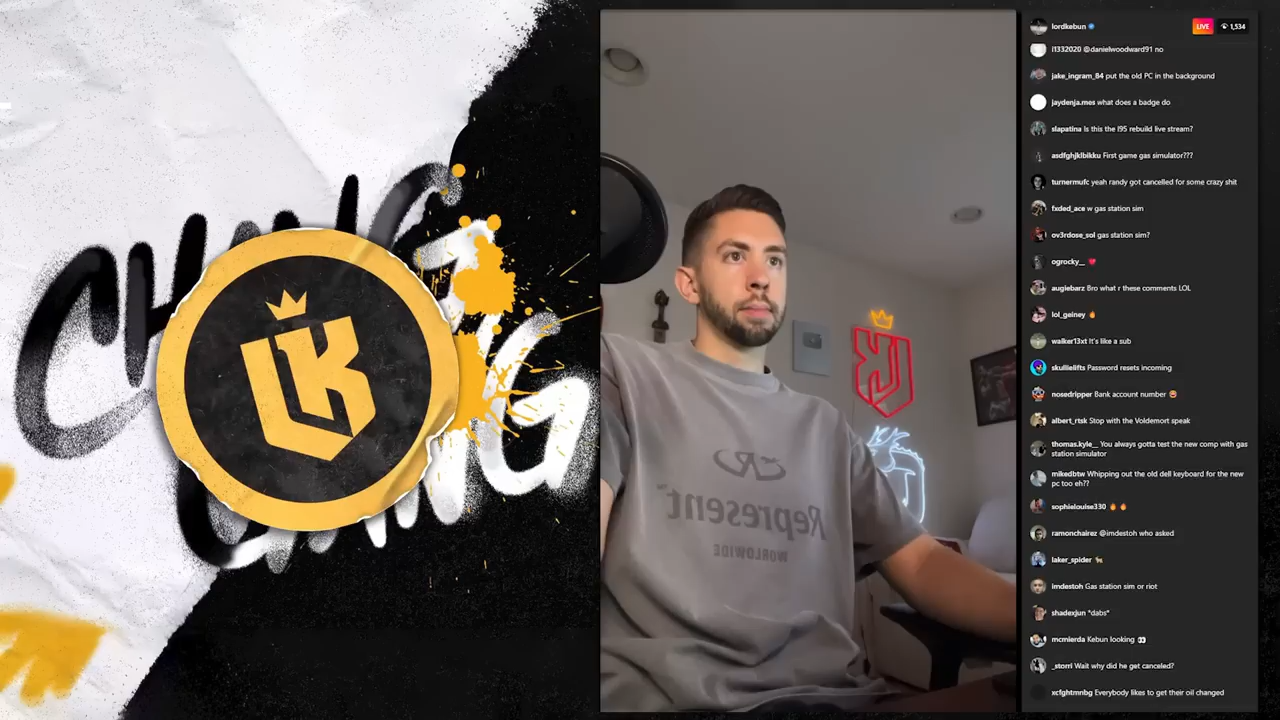 CHANG
GANG
LK
Represent
WORLDWIDE
lordkebun
LIVE
1,534
l1332020 @danielwoodward91 no
jake_ingram_84 put the old PC in the background
jaydenja.mes what does a badge do
slapatina Is this the I95 rebuild live stream?
asdfghjklbikku First game gas simulator???
turnermufc yeah randy got cancelled for some crazy shit
fxded_ace w gas station sim
ov3rdose_sol gas station sim?
ogrocky__ 💗
augiebarz Bro what r these comments LOL
lol_geiney 🔥
walker13xt It's like a sub
skullielifts Password resets incoming
nosedripper Bank account number
albert_rtsk Stop with the Voldemort speak
thomas.kyle__ You always gotta test the new comp with gas
station simulator
mikedbtw Whipping out the old dell keyboard for the new
pc too eh??
sophielouise330 🔥 🔥
ramonchairez @imdestoh who asked
laker_spider 🐆
imdestoh Gas station sim or riot
shadexjun *dabs*
mcmierda Kebun looking 👀
_storri Wait why did he get canceled?
xcfghtmnbg Everybody likes to get their oil changed